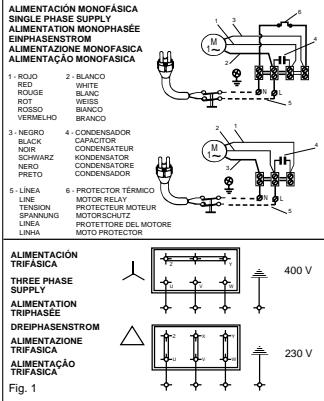 ALIMENTACIÓN MONOFÁSICA
SINGLE PHASE SUPPLY
ALIMENTATION MONOPHASÉE
EINPHASENSTROM
ALIMENTAZIONE MONOFASICA
ALIMENTAÇÃO MONOFASICA
1 - ROJO
RED
ROUGE
ROT
ROSSO
VERMELHO
2 - BLANCO
WHITE
BLANC
WEISS
BIANCO
BRANCO
3 - NEGRO
BLACK
NOIR
SCHWARZ
NERO
PRETO
4 - CONDENSADOR
CAPACITOR
CONDENSATEUR
KONDENSATOR
CONDENSATORE
CONDENSADOR
5 - LÍNEA
LINE
TENSION
SPANNUNG
LINEA
LINHA
6 - PROTECTOR TÉRMICO
MOTOR RELAY
PROTECTEUR MOTEUR
MOTORSCHUTZ
PROTETTORE DEL MOTORE
MOTO PROTECTOR
1 3 6
M
1~
2
4
N L
5
2 1
M
1~
3
4
N L
5
ALIMENTACIÓN
TRIFÁSICA
THREE PHASE
SUPPLY
ALIMENTATION
TRIPHASÉE
DREIPHASENSTROM
ALIMENTAZIONE
TRIFASICA
ALIMENTAÇÃO
TRIFASICA
Z X Y
U V W
400 V
Z X Y
U V W
230 V
Fig. 1